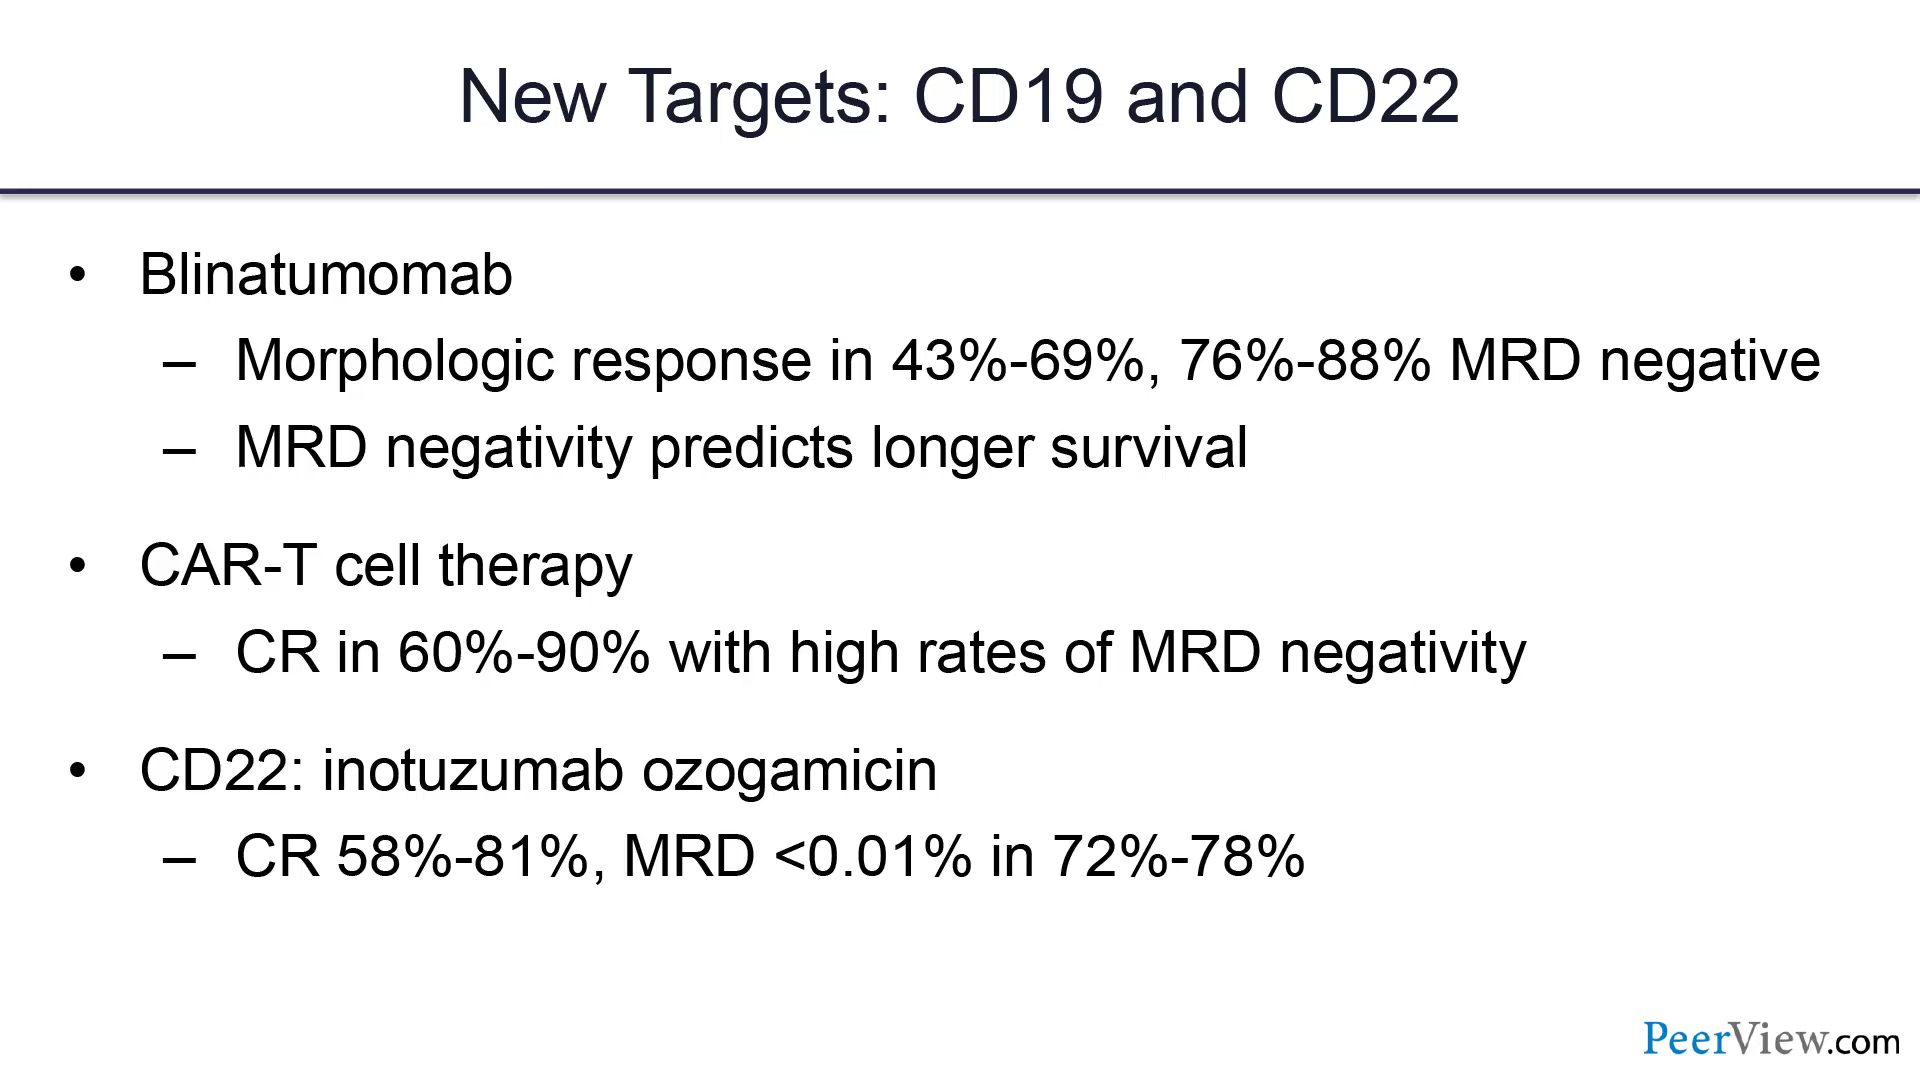 New Targets: CD19 and CD22
• Blinatumomab
– Morphologic response in 43%-69%, 76%-88% MRD negative
– MRD negativity predicts longer survival
• CAR-T cell therapy
– CR in 60%-90% with high rates of MRD negativity
• CD22: inotuzumab ozogamicin
– CR 58%-81%, MRD <0.01% in 72%-78%
PeerView.com